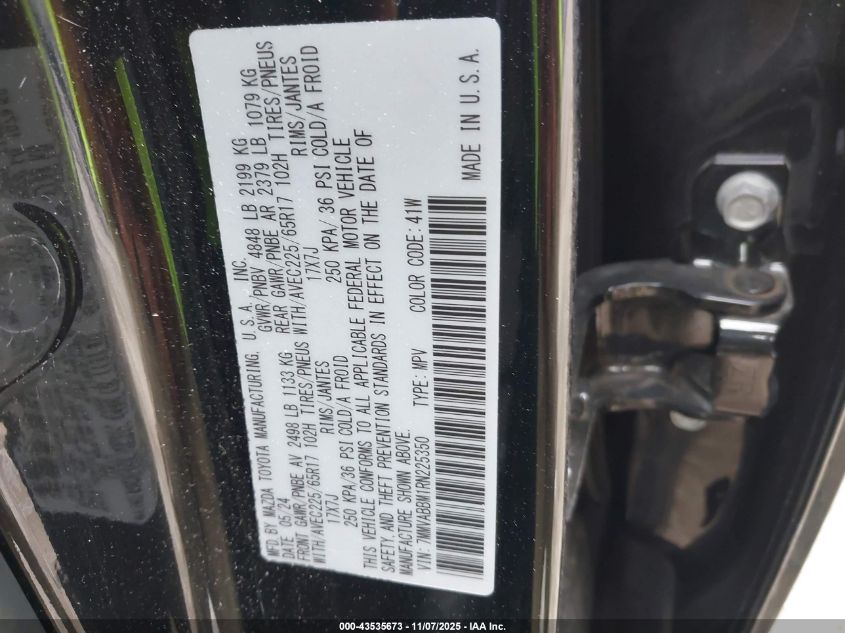 MFD. BY MAZDA TOYOTA MANUFACTURING, U.S.A., INC.
DATE 05/24 GVWR/PNBV 4848 LB 2199 KG
FRONT GAWR/PNBE AV 2498 LB 1133 KG REAR GAWR/PNBE AR 2379 LB 1079 KG
WITH/AVEC225/65R17 102H TIRES/PNEUS WITH/AVEC225/65R17 102H TIRES/PNEUS
17X7J RIMS/JANTES 17X7J RIMS/JANTES
250 KPA/36 PSI COLD/A FROID 250 KPA/36 PSI COLD/A FROID
THIS VEHICLE CONFORMS TO ALL APPLICABLE FEDERAL MOTOR VEHICLE
SAFETY, AND THEFT PREVENTION STANDARDS IN EFFECT ON THE DATE OF
MANUFACTURE SHOWN ABOVE.
VIN: 7MMVABBM1RN225350 TYPE: MPV COLOR CODE: 41W
MADE IN U.S.A.
000-43535673 — 11/07/2025 — IAA Inc.